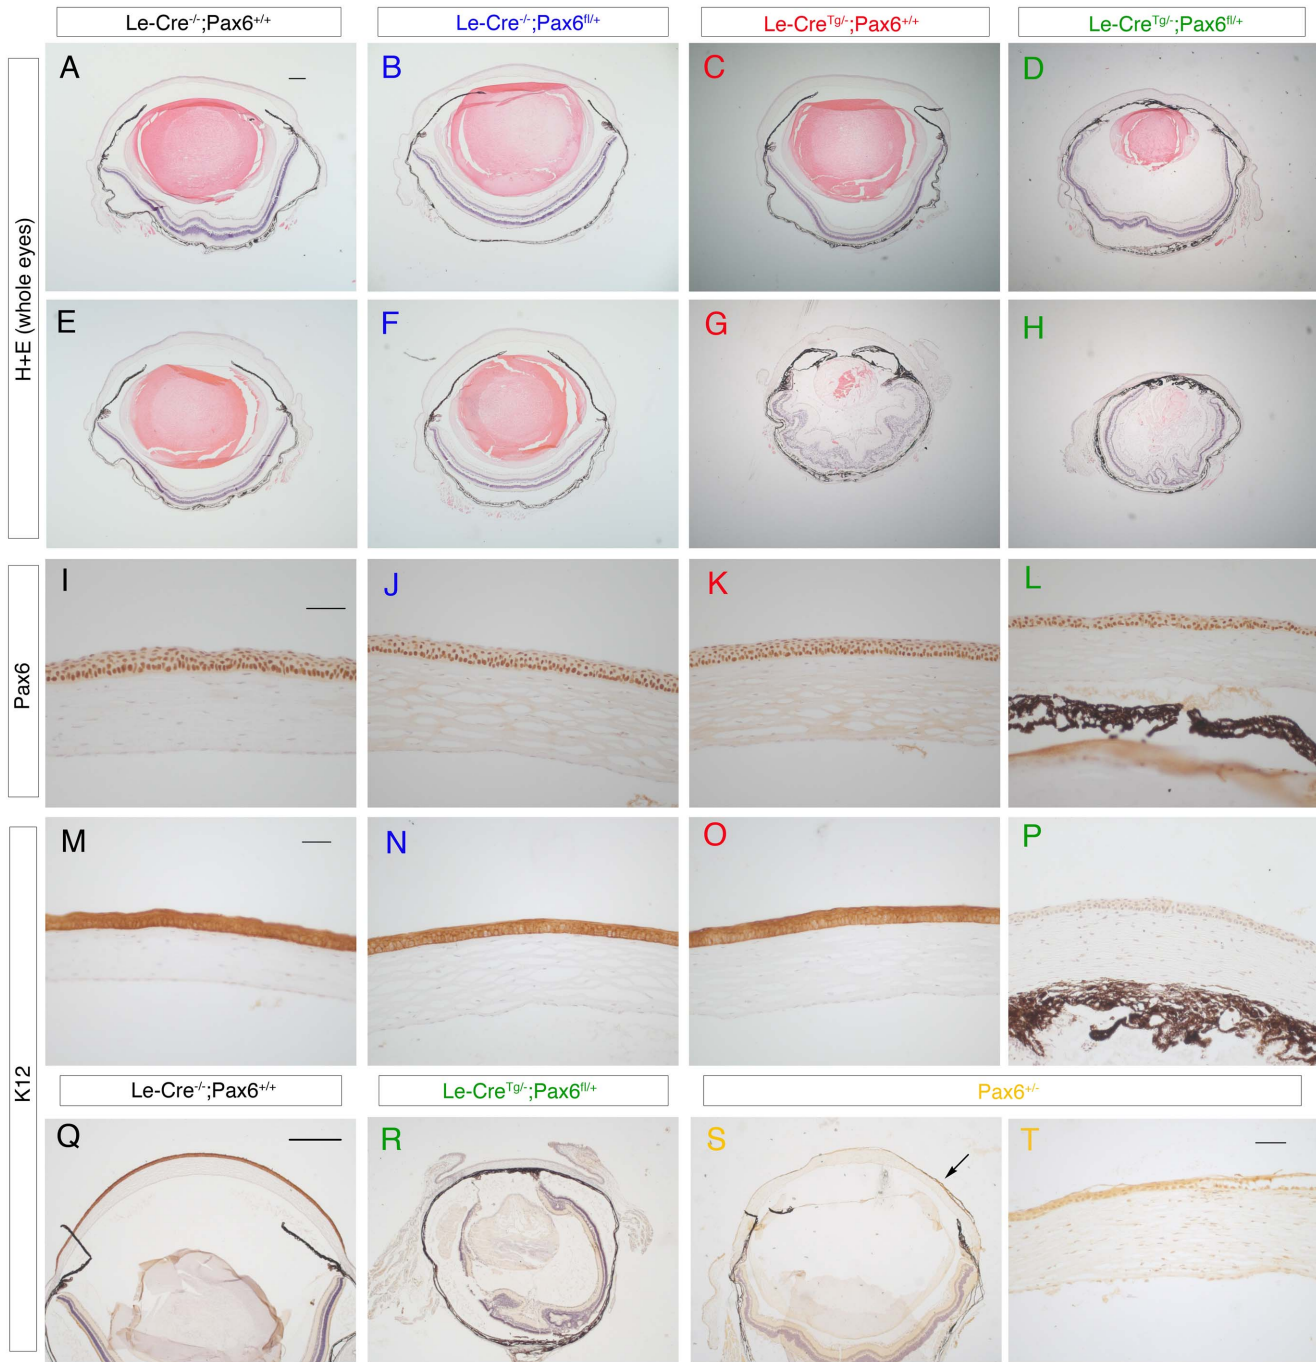 Le-Cre-/-;Pax6+/+
Le-Cre-/-;Pax6fl/+
Le-CreTg/-;Pax6+/+
Le-CreTg/-;Pax6fl/+
H+E (whole eyes)
A
B
C
D
E
F
G
H
Pax6
I
J
K
L
K12
M
N
O
P
Le-Cre-/-;Pax6+/+
Le-CreTg/-;Pax6fl/+
Pax6+/-
Q
R
S
T